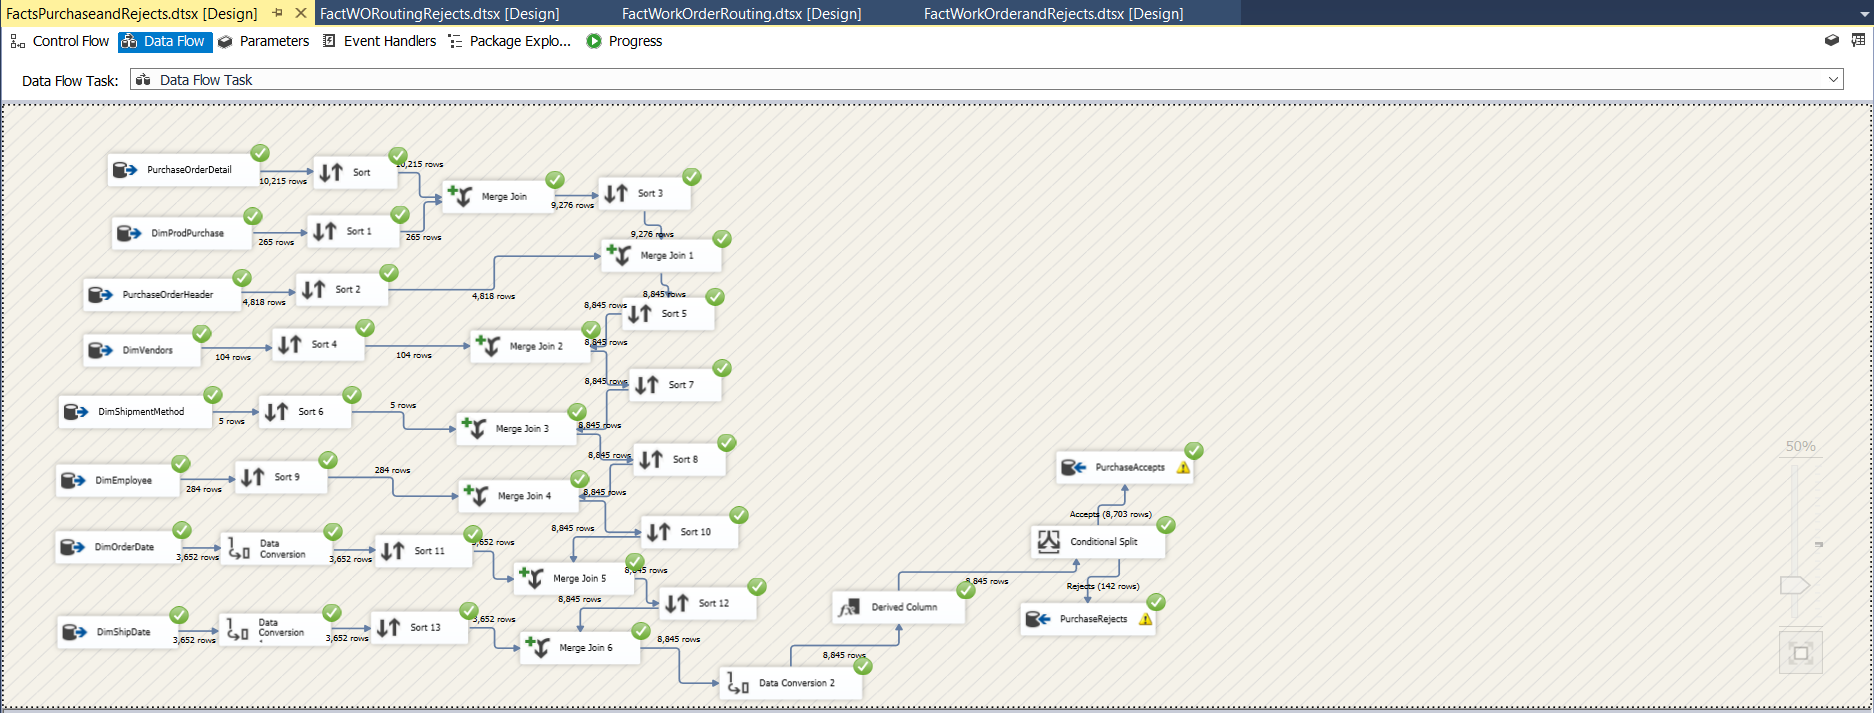 FactsPurchaseandRejects.dtsx [Design]
FactWORoutingRejects.dtsx [Design]
FactWorkOrderRouting.dtsx [Design]
FactWorkOrderandRejects.dtsx [Design]
Control Flow
Data Flow
Parameters
Event Handlers
Package Explo...
Progress
Data Flow Task:
Data Flow Task
PurchaseOrderDetail
10,215 rows
Sort
10,215 rows
Merge Join
9,276 rows
Sort 3
DimProdPurchase
265 rows
Sort 1
265 rows
9,276 rows
Merge Join 1
PurchaseOrderHeader
4,818 rows
Sort 2
4,818 rows
8,845 rows
8,845 rows
Sort 5
DimVendors
104 rows
Sort 4
104 rows
Merge Join 2
8,845 rows
8,845 rows
Sort 7
DimShipmentMethod
5 rows
Sort 6
5 rows
Merge Join 3
8,845 rows
8,845 rows
Sort 8
DimEmployee
284 rows
Sort 9
284 rows
Merge Join 4
8,845 rows
8,845 rows
Sort 10
DimOrderDate
3,652 rows
Data
Conversion
3,652 rows
Sort 11
3,652 rows
Merge Join 5
8,845 rows
8,845 rows
Sort 12
DimShipDate
3,652 rows
Data
Conversion
3,652 rows
Sort 13
3,652 rows
Merge Join 6
8,845 rows
Data Conversion 2
8,845 rows
Derived Column
8,845 rows
Conditional Split
Accepts (8,703 rows)
PurchaseAccepts
Rejects (142 rows)
PurchaseRejects
50%